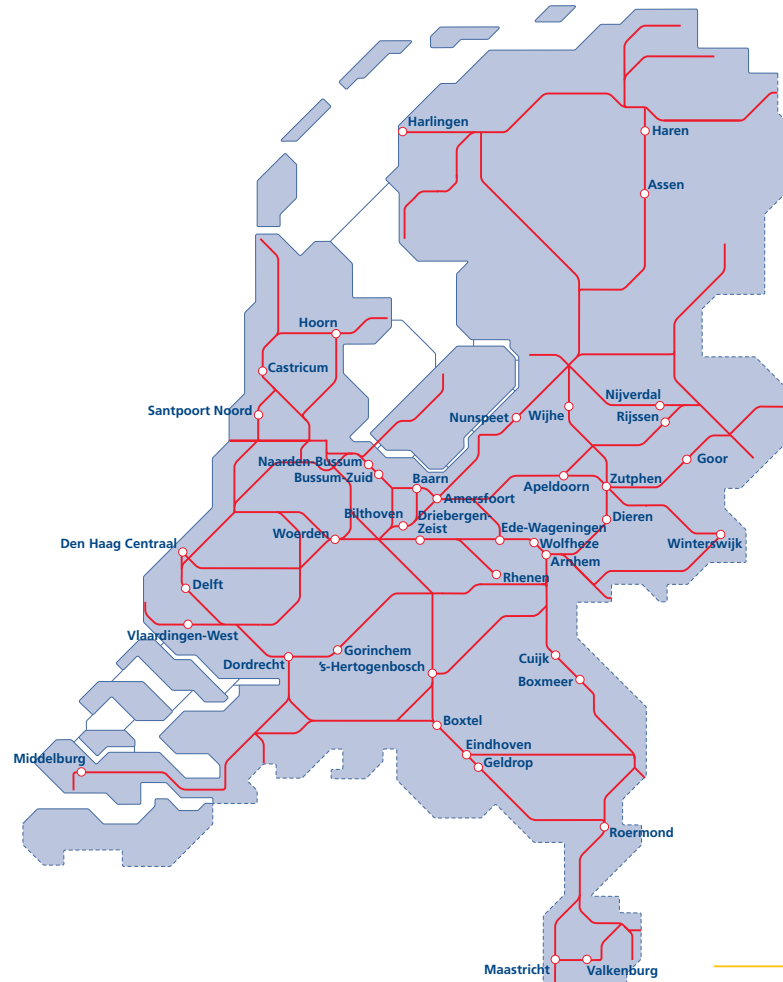 Harlingen
Haren
Assen
Hoorn
Castricum
Nijverdal
Santpoort Noord
Nunspeet
Wijhe
Rijssen
Naarden-Bussum
Goor
Bussum-Zuid
Baarn
Apeldoorn
Zutphen
Amersfoort
Bilthoven
Driebergen-
Zeist
Dieren
Woerden
Ede-Wageningen
Den Haag Centraal
Wolfheze
Winterswijk
Arnhem
Rhenen
Delft
Vlaardingen-West
Gorinchem
Dordrecht
's-Hertogenbosch
Cuijk
Boxmeer
Boxtel
Eindhoven
Middelburg
Geldrop
Roermond
Maastricht
Valkenburg